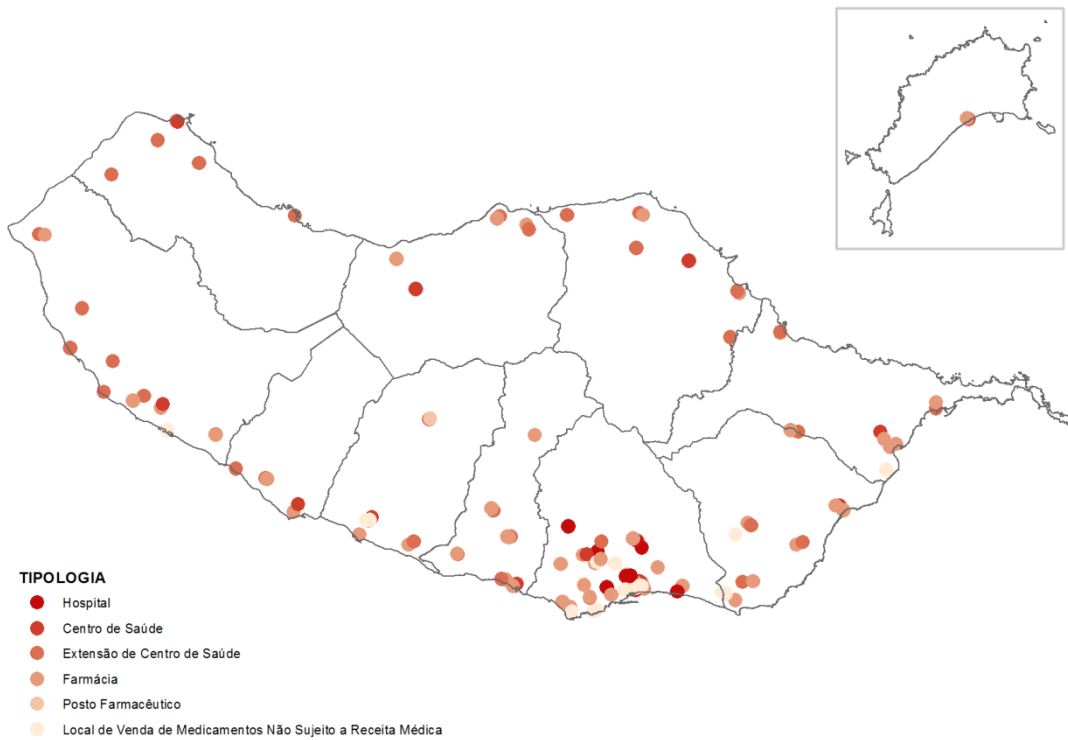 TIPOLOGIA
Hospital
Centro de Saúde
Extensão de Centro de Saúde
Farmácia
Posto Farmacêutico
Local de Venda de Medicamentos Não Sujeito a Receita Médica